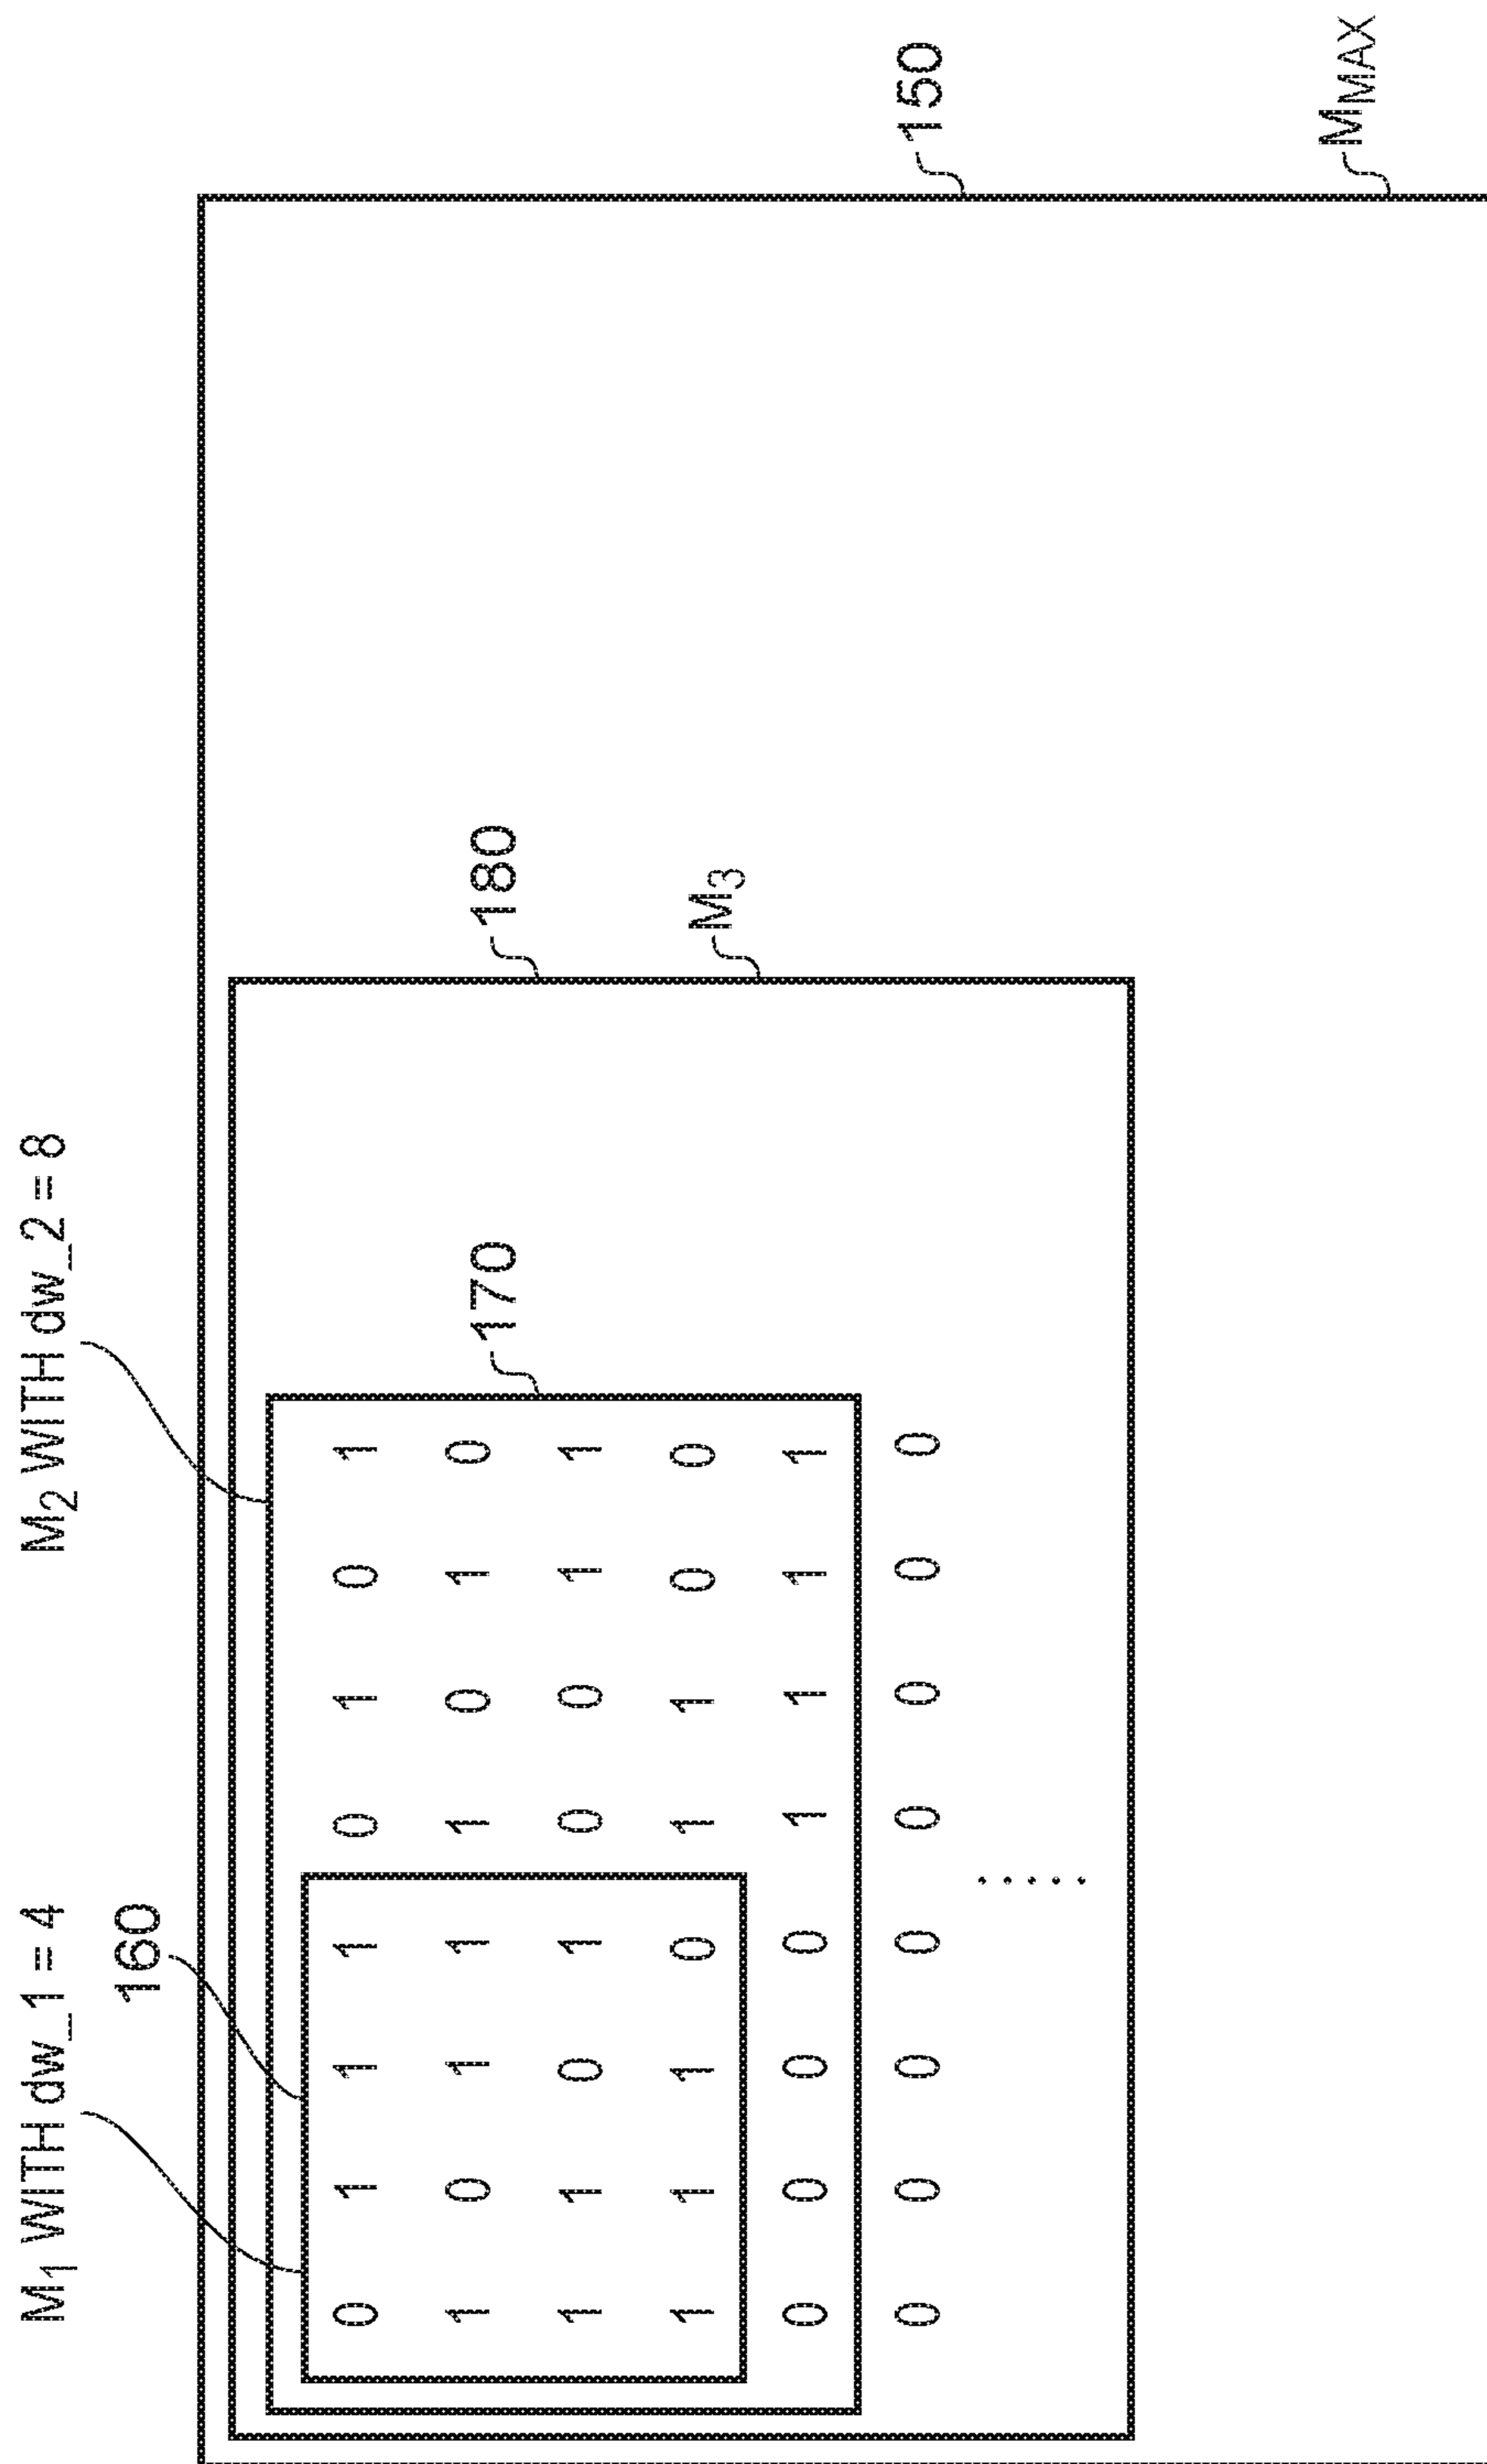 M₁ WITH dw_1 = 4
M₂ WITH dw_2 = 8
160
0 1 1 1 0 1 0 1
1 0 1 1 1 0 1 0
170
180
1 1 0 1 0 0 1 1
1 1 1 0 1 1 0 0
M₃
0 0 0 0 1 1 1 1
0 0 0 0 0 0 0 0
150
.....
M_MAX